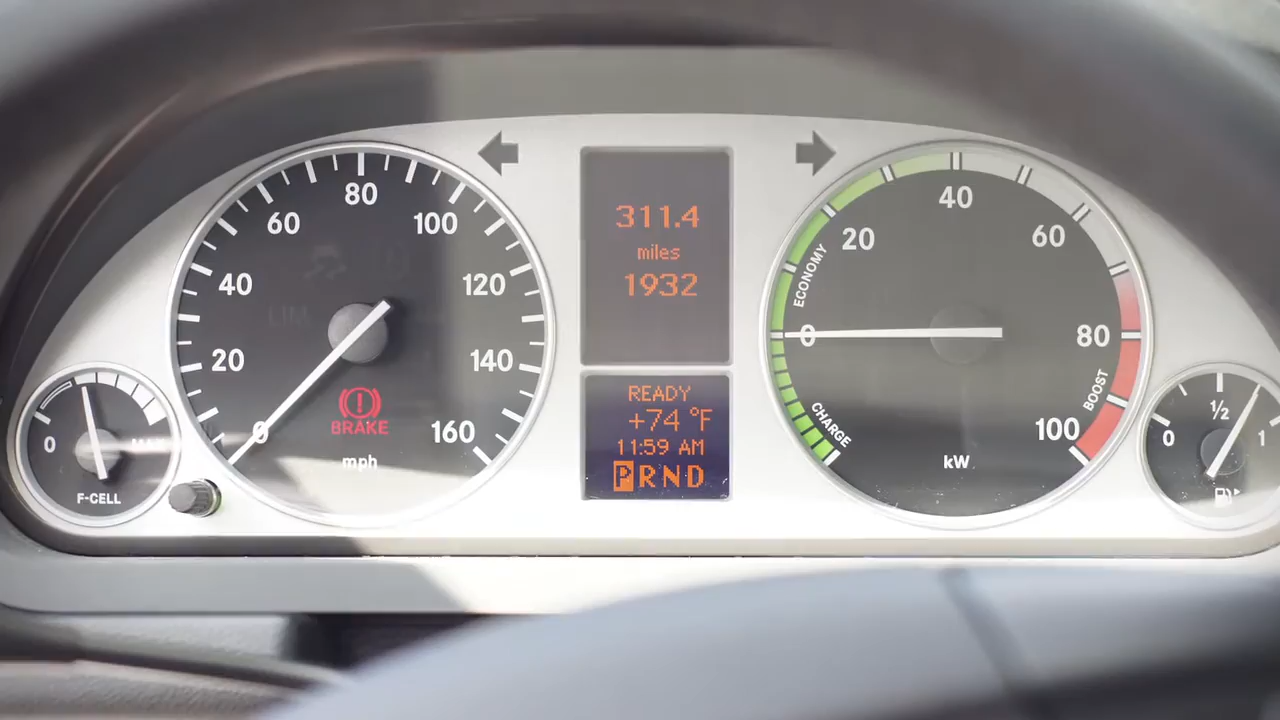 0
MAX
F-CELL
0
20
40
60
80
100
120
140
160
BRAKE
mph
311.4
miles
1932
READY
+74 °F
11:59 AM
PRND
CHARGE
ECONOMY
0
20
40
60
80
100
BOOST
kW
0
½
1